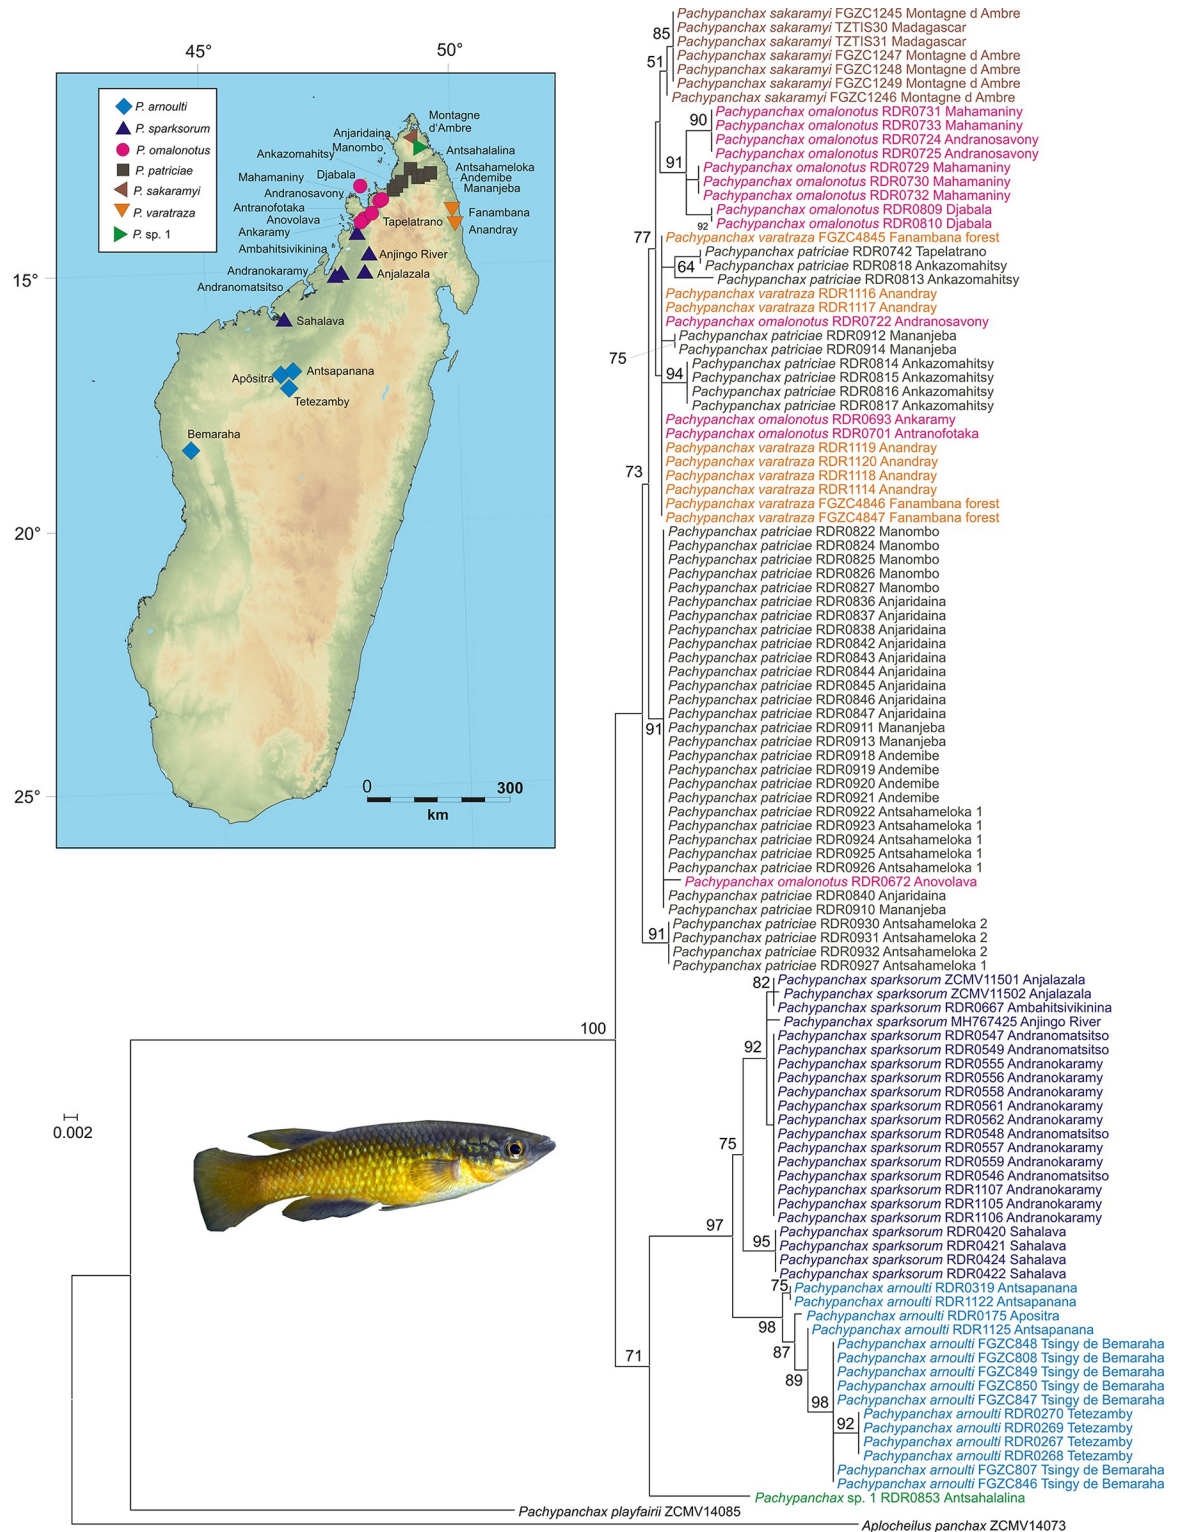 45°
50°
15°
20°
25°
P. arnoulti
P. sparksorum
P. omalonotus
P. patriciae
P. sakaramyi
P. varatraza
P. sp. 1
Montagne
d'Ambre
Anjaridaina
Manombo
Antsahalalina
Ankazomahitsy
Antsahameloka
Djabala
Andemibe
Mahamaniny
Mananjeba
Andranosavony
Antranofotaka
Fanambana
Anovolava
Tapelatrano
Anandray
Ankaramy
Ambahitsivikinina
Anjingo River
Andranokaramy
Anjalazala
Andranomatsitso
Sahalava
Antsapanana
Apôsitra
Tetezamby
Bemaraha
0
300
km
Pachypanchax sakaramyi FGZC1245 Montagne d Ambre
Pachypanchax sakaramyi TZTIS30 Madagascar
85
Pachypanchax sakaramyi TZTIS31 Madagascar
Pachypanchax sakaramyi FGZC1247 Montagne d Ambre
51
Pachypanchax sakaramyi FGZC1248 Montagne d Ambre
Pachypanchax sakaramyi FGZC1249 Montagne d Ambre
Pachypanchax sakaramyi FGZC1246 Montagne d Ambre
Pachypanchax omalonotus RDR0731 Mahamaniny
90
Pachypanchax omalonotus RDR0733 Mahamaniny
Pachypanchax omalonotus RDR0724 Andranosavony
Pachypanchax omalonotus RDR0725 Andranosavony
91
Pachypanchax omalonotus RDR0729 Mahamaniny
Pachypanchax omalonotus RDR0730 Mahamaniny
Pachypanchax omalonotus RDR0732 Mahamaniny
Pachypanchax omalonotus RDR0809 Djabala
92
Pachypanchax omalonotus RDR0810 Djabala
77
Pachypanchax varatraza FGZC4845 Fanambana forest
Pachypanchax patriciae RDR0742 Tapelatrano
64
Pachypanchax patriciae RDR0818 Ankazomahitsy
Pachypanchax patriciae RDR0813 Ankazomahitsy
Pachypanchax varatraza RDR1116 Anandray
Pachypanchax varatraza RDR1117 Anandray
Pachypanchax omalonotus RDR0722 Andranosavony
Pachypanchax patriciae RDR0912 Mananjeba
Pachypanchax patriciae RDR0914 Mananjeba
75
Pachypanchax patriciae RDR0814 Ankazomahitsy
94
Pachypanchax patriciae RDR0815 Ankazomahitsy
Pachypanchax patriciae RDR0816 Ankazomahitsy
Pachypanchax patriciae RDR0817 Ankazomahitsy
Pachypanchax omalonotus RDR0693 Ankaramy
Pachypanchax omalonotus RDR0701 Antranofotaka
Pachypanchax varatraza RDR1119 Anandray
Pachypanchax varatraza RDR1120 Anandray
73
Pachypanchax varatraza RDR1118 Anandray
Pachypanchax varatraza RDR1114 Anandray
Pachypanchax varatraza FGZC4846 Fanambana forest
Pachypanchax varatraza FGZC4847 Fanambana forest
Pachypanchax patriciae RDR0822 Manombo
Pachypanchax patriciae RDR0824 Manombo
Pachypanchax patriciae RDR0825 Manombo
Pachypanchax patriciae RDR0826 Manombo
Pachypanchax patriciae RDR0827 Manombo
Pachypanchax patriciae RDR0836 Anjaridaina
Pachypanchax patriciae RDR0837 Anjaridaina
Pachypanchax patriciae RDR0838 Anjaridaina
Pachypanchax patriciae RDR0842 Anjaridaina
Pachypanchax patriciae RDR0843 Anjaridaina
Pachypanchax patriciae RDR0844 Anjaridaina
Pachypanchax patriciae RDR0845 Anjaridaina
Pachypanchax patriciae RDR0846 Anjaridaina
Pachypanchax patriciae RDR0847 Anjaridaina
91
Pachypanchax patriciae RDR0911 Mananjeba
Pachypanchax patriciae RDR0913 Mananjeba
Pachypanchax patriciae RDR0918 Andemibe
Pachypanchax patriciae RDR0919 Andemibe
Pachypanchax patriciae RDR0920 Andemibe
Pachypanchax patriciae RDR0921 Andemibe
Pachypanchax patriciae RDR0922 Antsahameloka 1
Pachypanchax patriciae RDR0923 Antsahameloka 1
Pachypanchax patriciae RDR0924 Antsahameloka 1
Pachypanchax patriciae RDR0925 Antsahameloka 1
Pachypanchax patriciae RDR0926 Antsahameloka 1
Pachypanchax omalonotus RDR0672 Anovolava
Pachypanchax patriciae RDR0840 Anjaridaina
Pachypanchax patriciae RDR0910 Mananjeba
Pachypanchax patriciae RDR0930 Antsahameloka 2
91
Pachypanchax patriciae RDR0931 Antsahameloka 2
Pachypanchax patriciae RDR0932 Antsahameloka 2
Pachypanchax patriciae RDR0927 Antsahameloka 1
82
Pachypanchax sparksorum ZCMV11501 Anjalazala
Pachypanchax sparksorum ZCMV11502 Anjalazala
Pachypanchax sparksorum RDR0667 Ambahitsivikinina
Pachypanchax sparksorum MH767425 Anjingo River
100
Pachypanchax sparksorum RDR0547 Andranomatsitso
92
Pachypanchax sparksorum RDR0549 Andranomatsitso
Pachypanchax sparksorum RDR0555 Andranokaramy
Pachypanchax sparksorum RDR0556 Andranokaramy
Pachypanchax sparksorum RDR0558 Andranokaramy
Pachypanchax sparksorum RDR0561 Andranokaramy
Pachypanchax sparksorum RDR0562 Andranokaramy
0.002
Pachypanchax sparksorum RDR0548 Andranomatsitso
75
Pachypanchax sparksorum RDR0557 Andranokaramy
Pachypanchax sparksorum RDR0559 Andranokaramy
Pachypanchax sparksorum RDR0546 Andranomatsitso
Pachypanchax sparksorum RDR1107 Andranokaramy
Pachypanchax sparksorum RDR1105 Andranokaramy
Pachypanchax sparksorum RDR1106 Andranokaramy
97
Pachypanchax sparksorum RDR0420 Sahalava
95
Pachypanchax sparksorum RDR0421 Sahalava
Pachypanchax sparksorum RDR0424 Sahalava
Pachypanchax sparksorum RDR0422 Sahalava
75
Pachypanchax arnoulti RDR0319 Antsapanana
Pachypanchax arnoulti RDR1122 Antsapanana
Pachypanchax arnoulti RDR0175 Apositra
98
Pachypanchax arnoulti RDR1125 Antsapanana
87
Pachypanchax arnoulti FGZC848 Tsingy de Bemaraha
71
Pachypanchax arnoulti FGZC808 Tsingy de Bemaraha
Pachypanchax arnoulti FGZC849 Tsingy de Bemaraha
89
Pachypanchax arnoulti FGZC850 Tsingy de Bemaraha
Pachypanchax arnoulti FGZC847 Tsingy de Bemaraha
98
Pachypanchax arnoulti RDR0270 Tetezamby
92
Pachypanchax arnoulti RDR0269 Tetezamby
Pachypanchax arnoulti RDR0267 Tetezamby
Pachypanchax arnoulti RDR0268 Tetezamby
Pachypanchax arnoulti FGZC807 Tsingy de Bemaraha
Pachypanchax arnoulti FGZC846 Tsingy de Bemaraha
Pachypanchax sp. 1 RDR0853 Antsahalalina
Pachypanchax playfairii ZCMV14085
Aplocheilus panchax ZCMV14073